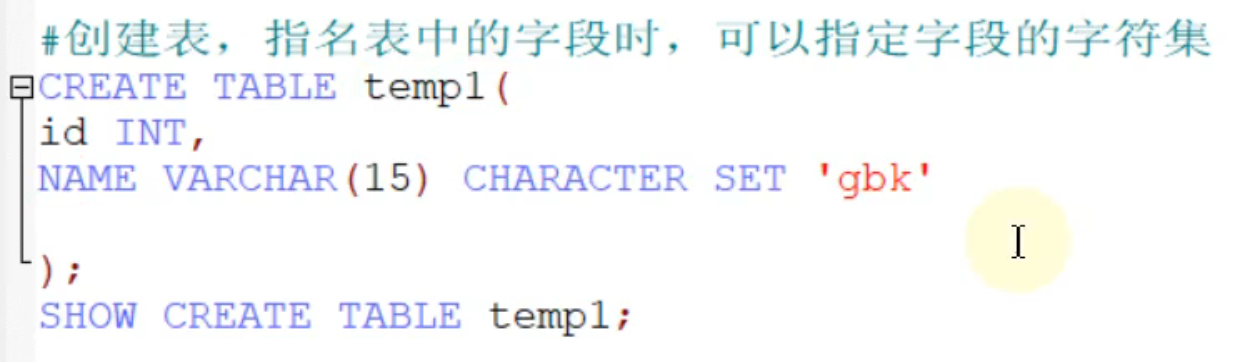 #创建表，指名表中的字段时，可以指定字段的字符集
CREATE TABLE temp1(
id INT,
NAME VARCHAR(15) CHARACTER SET 'gbk'
);
SHOW CREATE TABLE temp1;